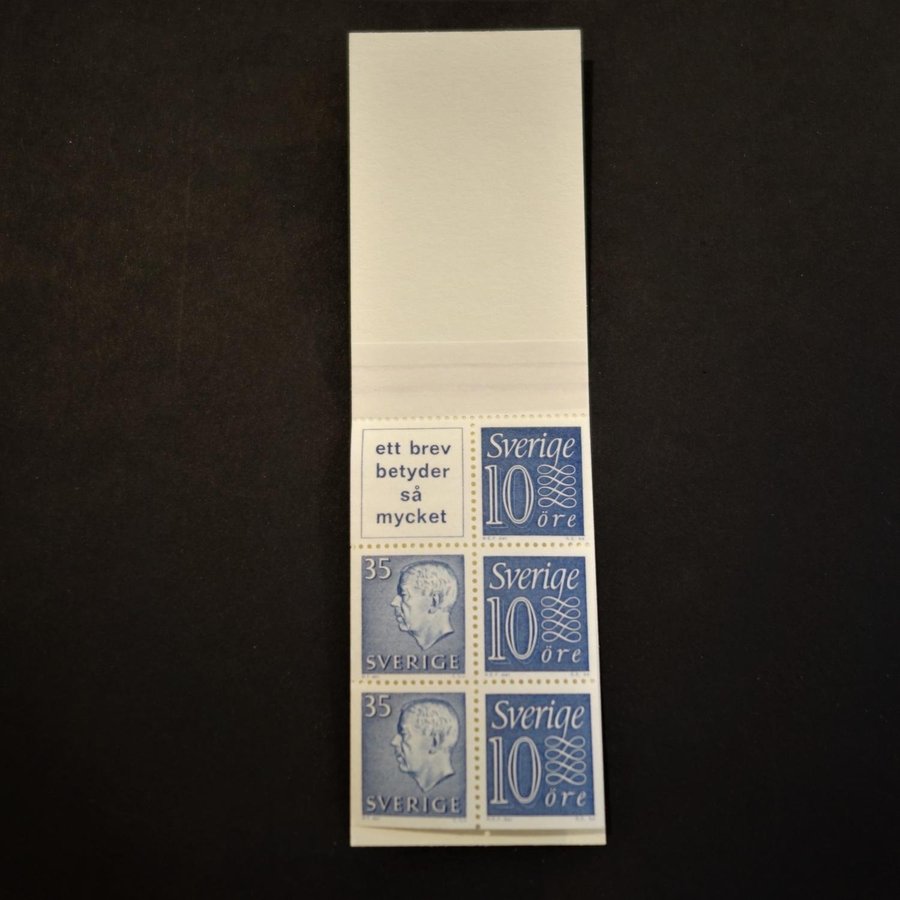 ett brev
betyder
så
mycket
Sverige
10
öre
35
SVERIGE
Sverige
10
öre
35
SVERIGE
Sverige
10
öre